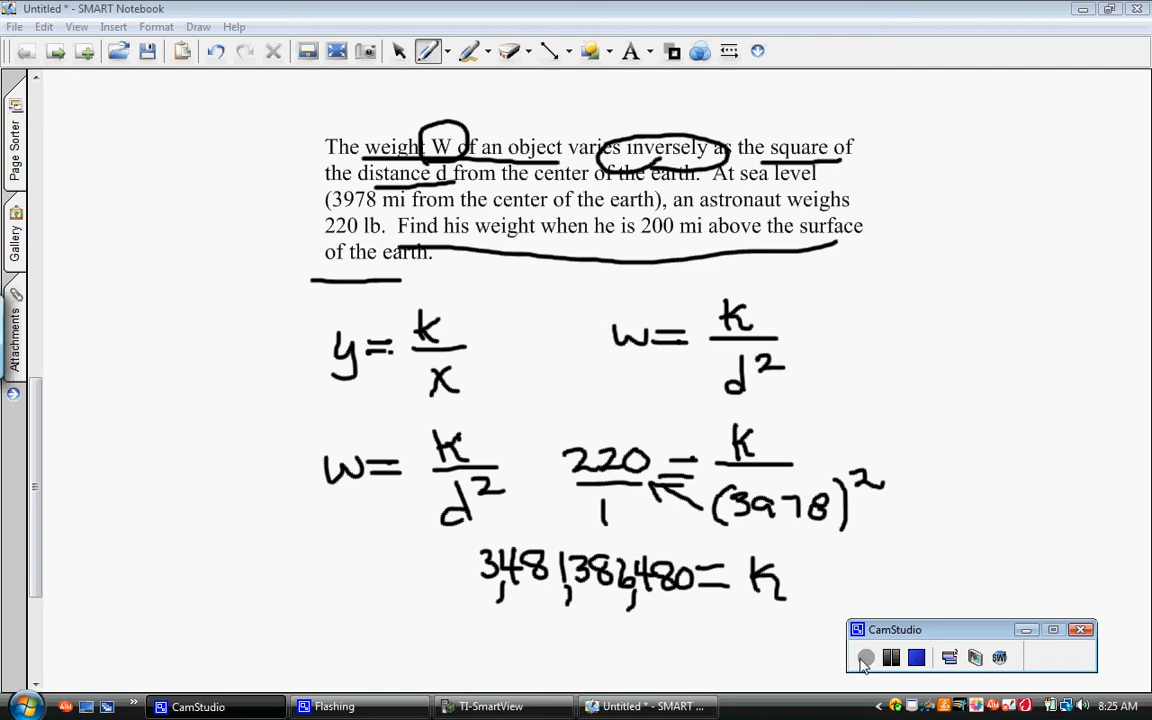 Untitled * - SMART Notebook
File Edit View Insert Format Draw Help
Page Sorter
Gallery
Attachments
The weight W of an object varies inversely as the square of
the distance d from the center of the earth. At sea level
(3978 mi from the center of the earth), an astronaut weighs
220 lb. Find his weight when he is 200 mi above the surface
of the earth.
y = k/x
w = k/d²
w = k/d²
220/1 = k/(3978)²
3,481,386,480 = k
CamStudio
CamStudio
Flashing
TI-SmartView
Untitled * - SMART ...
8:25 AM